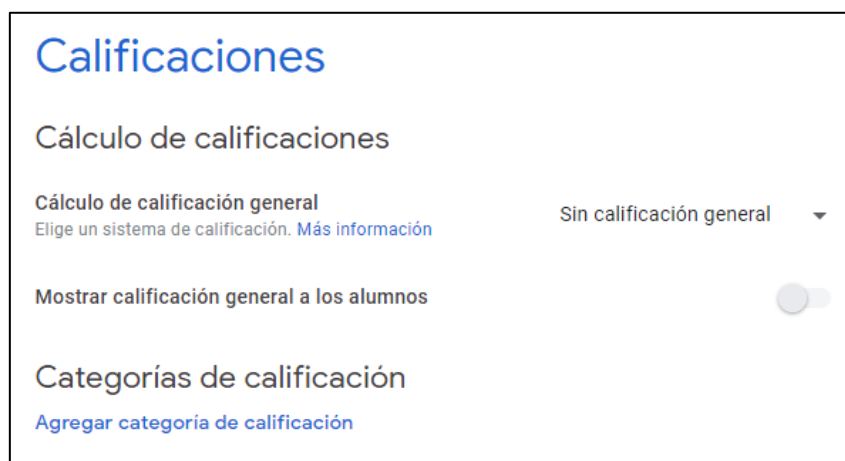 Calificaciones
Cálculo de calificaciones
Cálculo de calificación general
Elige un sistema de calificación. Más información
Sin calificación general
Mostrar calificación general a los alumnos
Categorías de calificación
Agregar categoría de calificación